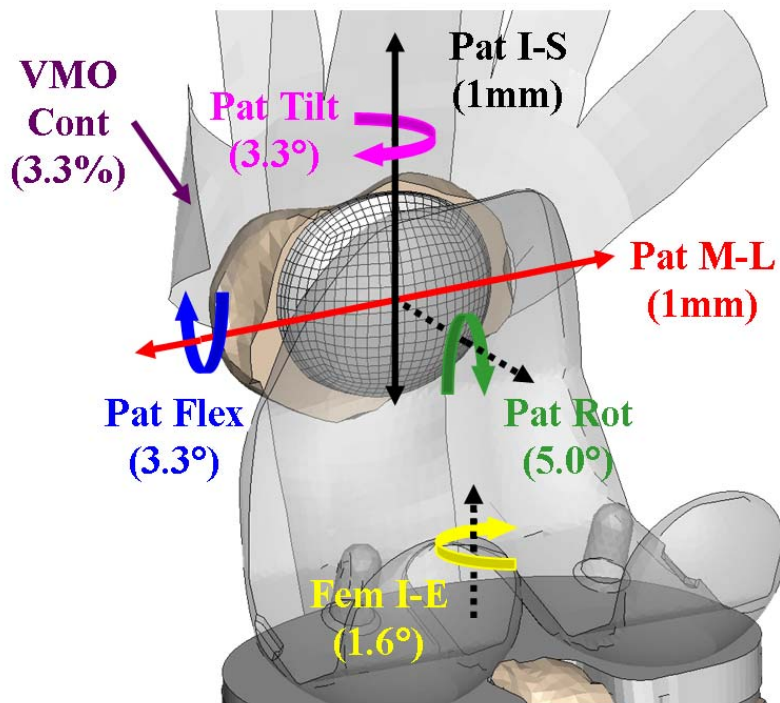 Pat I-S
(1mm)
VMO
Cont
(3.3%)
Pat Tilt
(3.3°)
Pat M-L
(1mm)
Pat Flex
(3.3°)
Pat Rot
(5.0°)
Fem I-E
(1.6°)